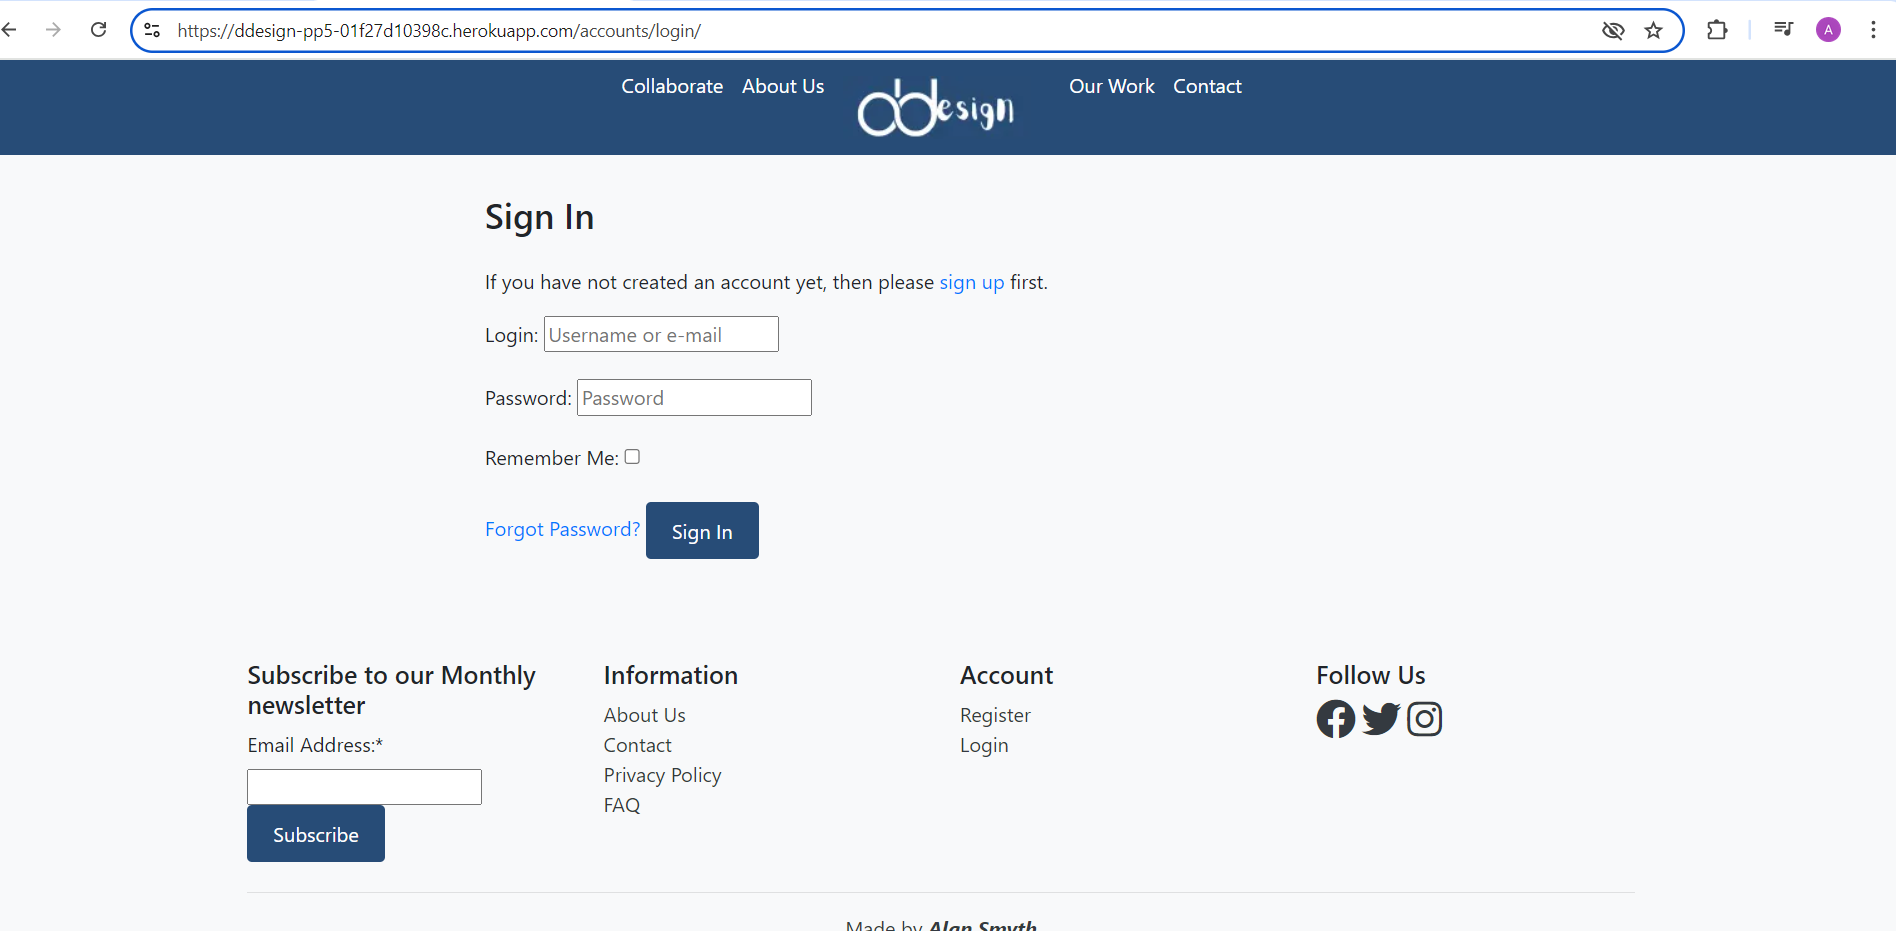 https://ddesign-pp5-01f27d10398c.herokuapp.com/accounts/login/
A
Collaborate About Us dDesign Our Work Contact
Sign In
If you have not created an account yet, then please sign up first.
Login: Username or e-mail
Password: Password
Remember Me:
Forgot Password? Sign In
Subscribe to our Monthly
newsletter
Email Address:*
Subscribe
Information
About Us
Contact
Privacy Policy
FAQ
Account
Register
Login
Follow Us
Made by Alan Smyth